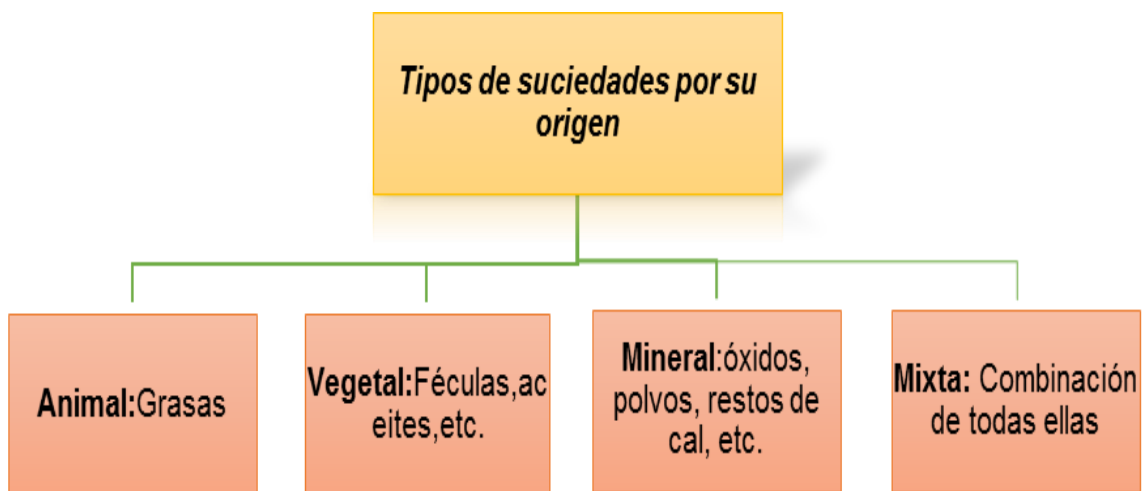 Tipos de suciedades por su
origen
Animal:Grasas
Vegetal:Féculas,ac
eites,etc.
Mineral:óxidos,
polvos, restos de
cal, etc.
Mixta: Combinación
de todas ellas